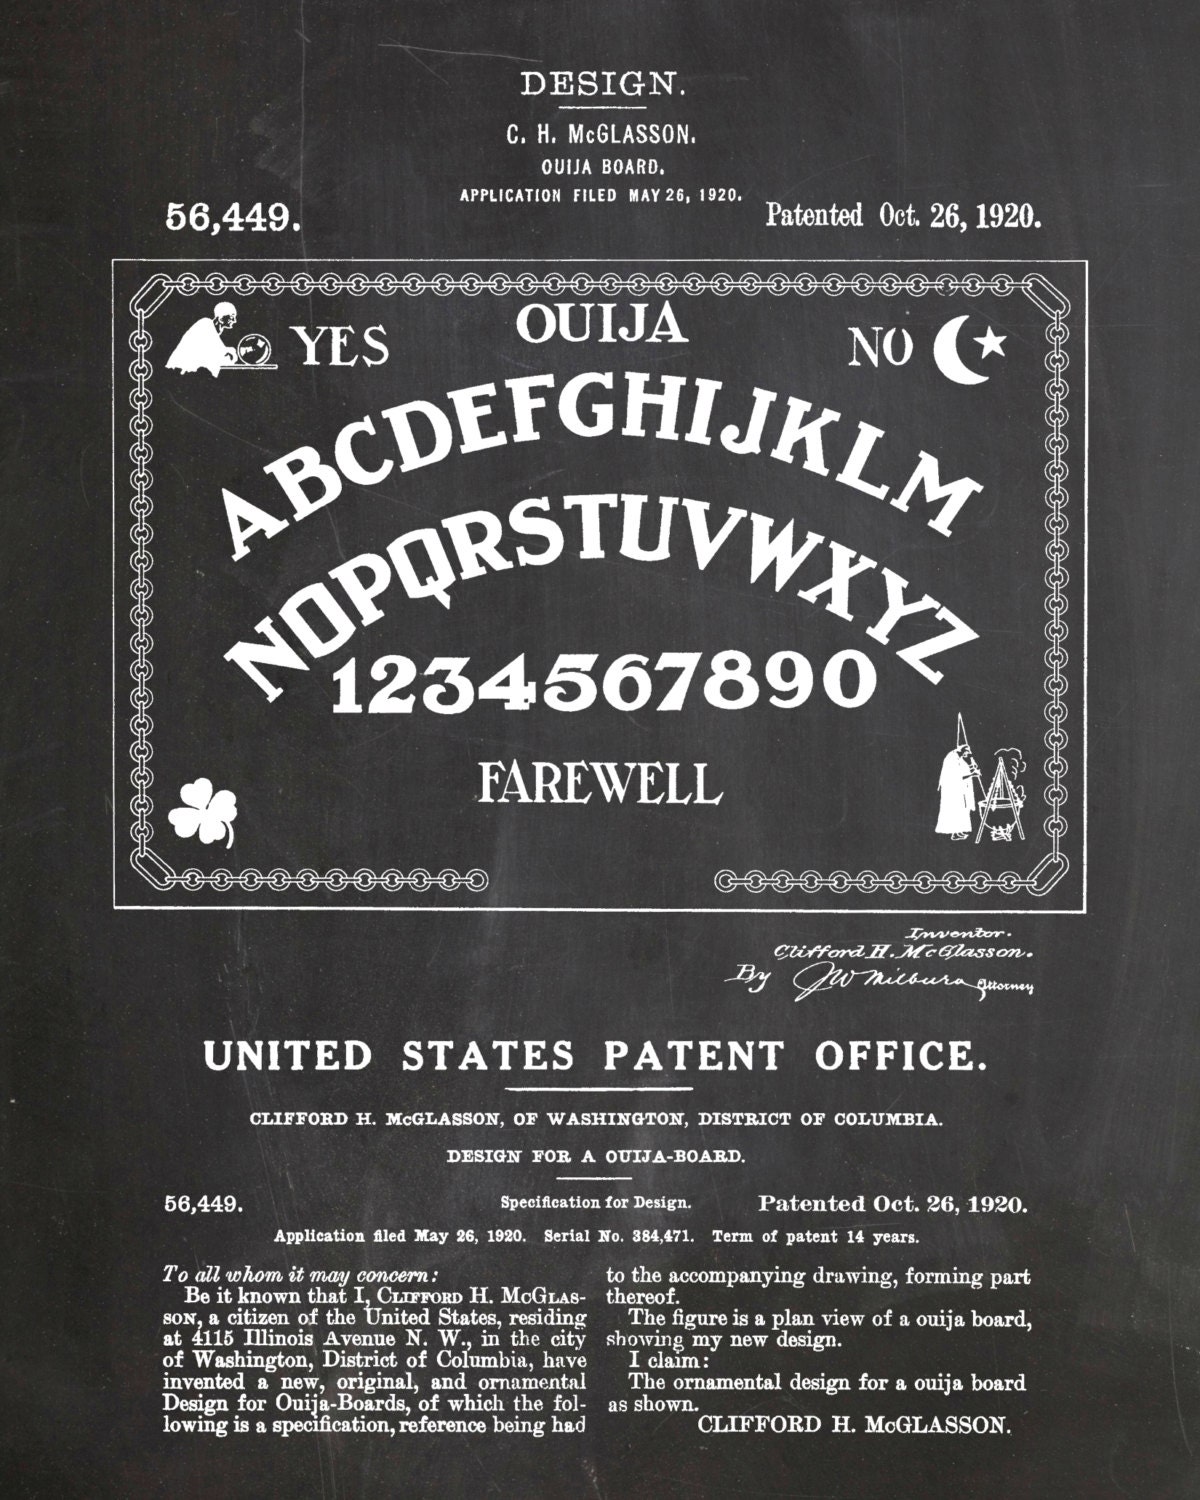 DESIGN.
C. H. McGLASSON.
OUIJA BOARD.
APPLICATION FILED MAY 26, 1920.
56,449.
Patented Oct. 26, 1920.
OUIJA
YES
NO
ABCDEFGHIJKLM
NOPQRSTUVWXYZ
1234567890
FAREWELL
Inventor.
Clifford H. McGlasson.
By JW Milburn Attorney
UNITED STATES PATENT OFFICE.
CLIFFORD H. McGLASSON, OF WASHINGTON, DISTRICT OF COLUMBIA.
DESIGN FOR A OUIJA-BOARD.
56,449.
Specification for Design.
Patented Oct. 26, 1920.
Application filed May 26, 1920. Serial No. 384,471. Term of patent 14 years.
To all whom it may concern:
Be it known that I, CLIFFORD H. McGLAS-
SON, a citizen of the United States, residing
at 4115 Illinois Avenue N. W., in the city
of Washington, District of Columbia, have
invented a new, original, and ornamental
Design for Ouija-Boards, of which the fol-
lowing is a specification, reference being had
to the accompanying drawing, forming part
thereof.
The figure is a plan view of a ouija board,
showing my new design.
I claim:
The ornamental design for a ouija board
as shown.
CLIFFORD H. McGLASSON.